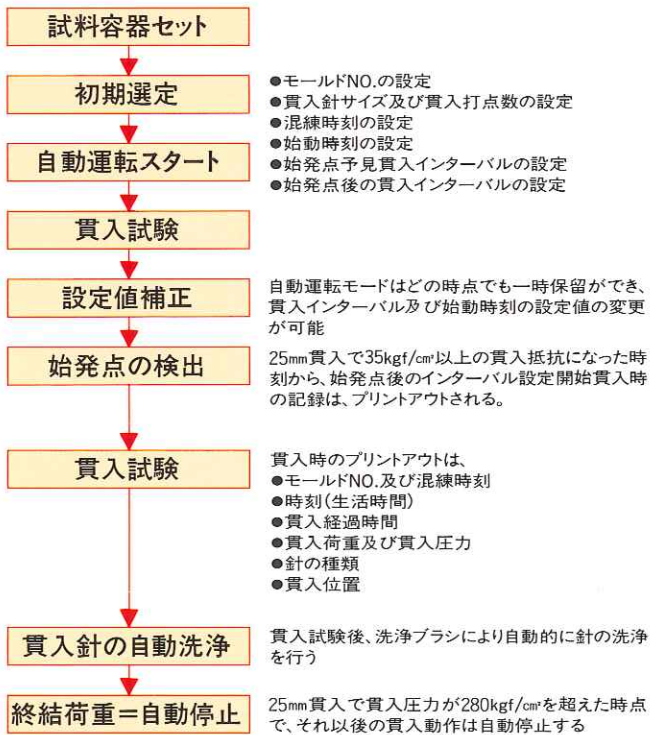 試料容器セット
初期選定
●モールドNO.の設定
●貫入針サイズ及び貫入打点数の設定
●混練時刻の設定
●始動時刻の設定
●始発点予見貫入インターバルの設定
●始発点後の貫入インターバルの設定
自動運転スタート
貫入試験
設定値補正
自動運転モードはどの時点でも一時保留ができ、
貫入インターバル及び始動時刻の設定値の変更
が可能
始発点の検出
25mm貫入で35kgf/c㎡以上の貫入抵抗になった時
刻から、始発点後のインターバル設定開始貫入時
の記録は、プリントアウトされる。
貫入試験
貫入時のプリントアウトは、
●モールドNO.及び混練時刻
●時刻(生活時間)
●貫入経過時間
●貫入荷重及び貫入圧力
●針の種類
●貫入位置
貫入針の自動洗浄
貫入試験後、洗浄ブラシにより自動的に針の洗浄
を行う
終結荷重＝自動停止
25mm貫入で貫入圧力が280kgf/c㎡を超えた時点
で、それ以後の貫入動作は自動停止する